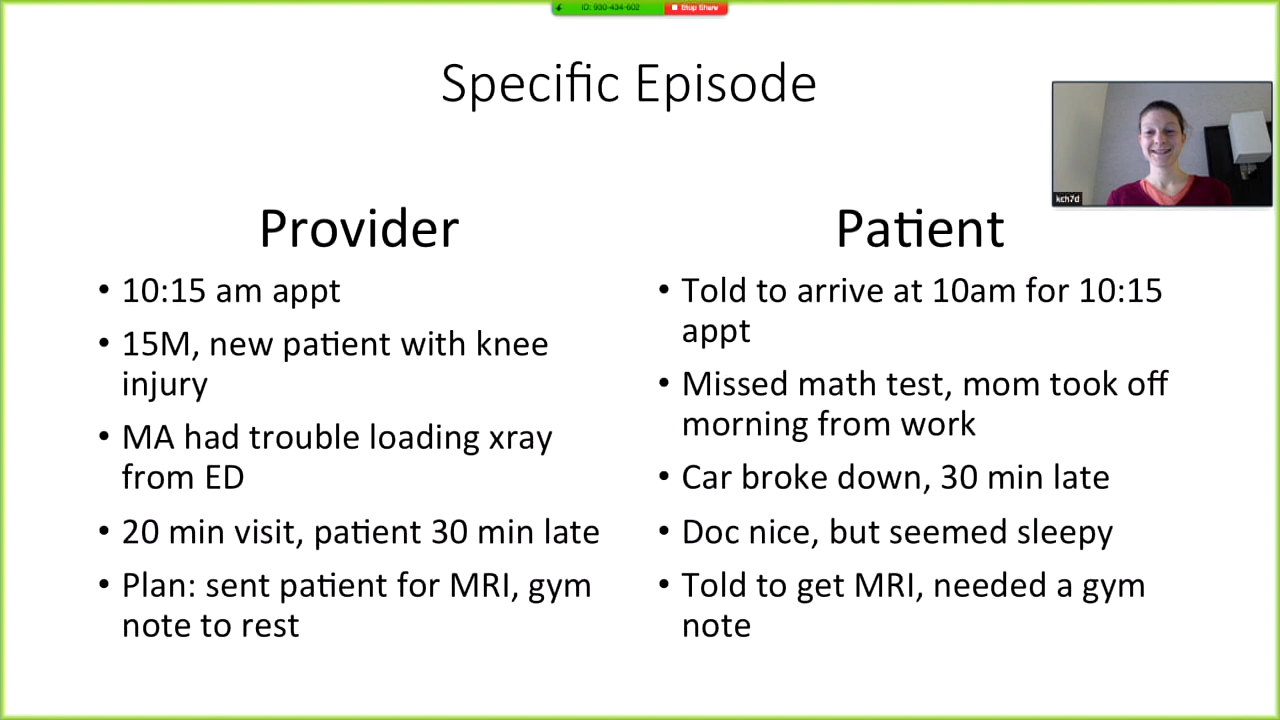 ID: 930-434-602 Stop Share
Specific Episode
kch7d
Provider
• 10:15 am appt
• 15M, new patient with knee
injury
• MA had trouble loading xray
from ED
• 20 min visit, patient 30 min late
• Plan: sent patient for MRI, gym
note to rest
Patient
• Told to arrive at 10am for 10:15
appt
• Missed math test, mom took off
morning from work
• Car broke down, 30 min late
• Doc nice, but seemed sleepy
• Told to get MRI, needed a gym
note